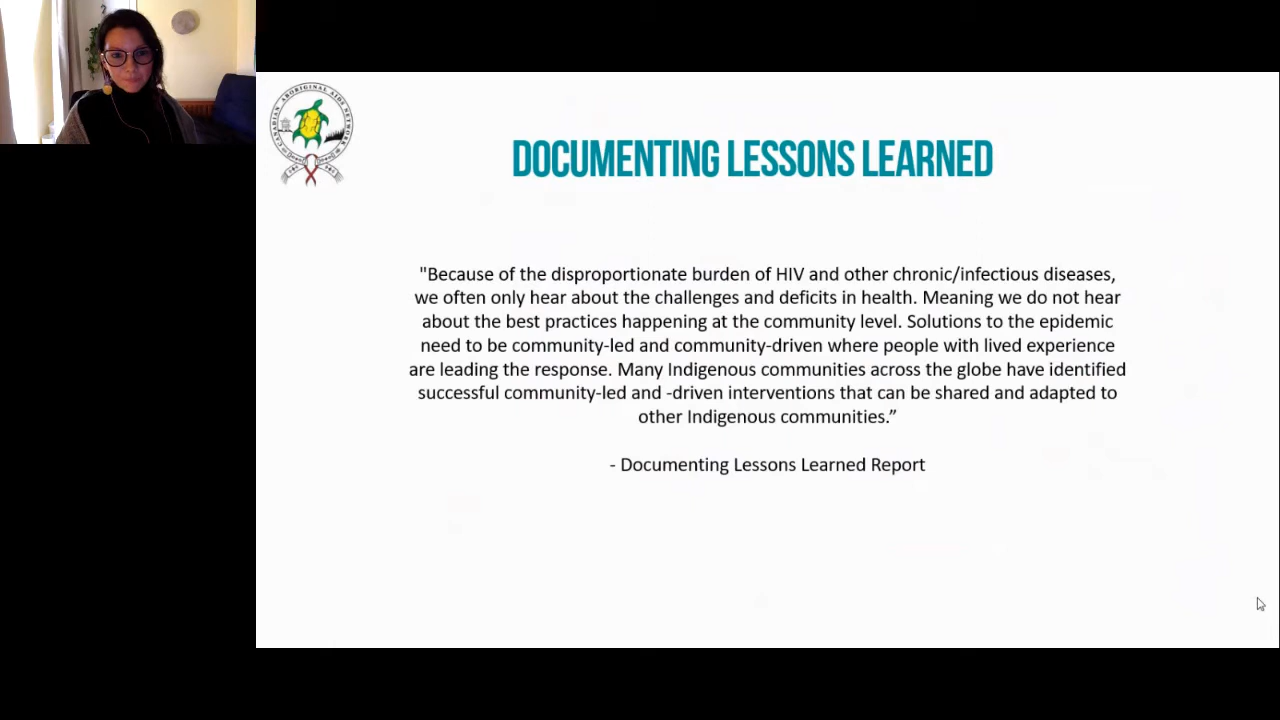 CANADIAN ABORIGINAL AIDS NETWORK
DOCUMENTING LESSONS LEARNED
"Because of the disproportionate burden of HIV and other chronic/infectious diseases,
we often only hear about the challenges and deficits in health. Meaning we do not hear
about the best practices happening at the community level. Solutions to the epidemic
need to be community-led and community-driven where people with lived experience
are leading the response. Many Indigenous communities across the globe have identified
successful community-led and -driven interventions that can be shared and adapted to
other Indigenous communities.”
- Documenting Lessons Learned Report